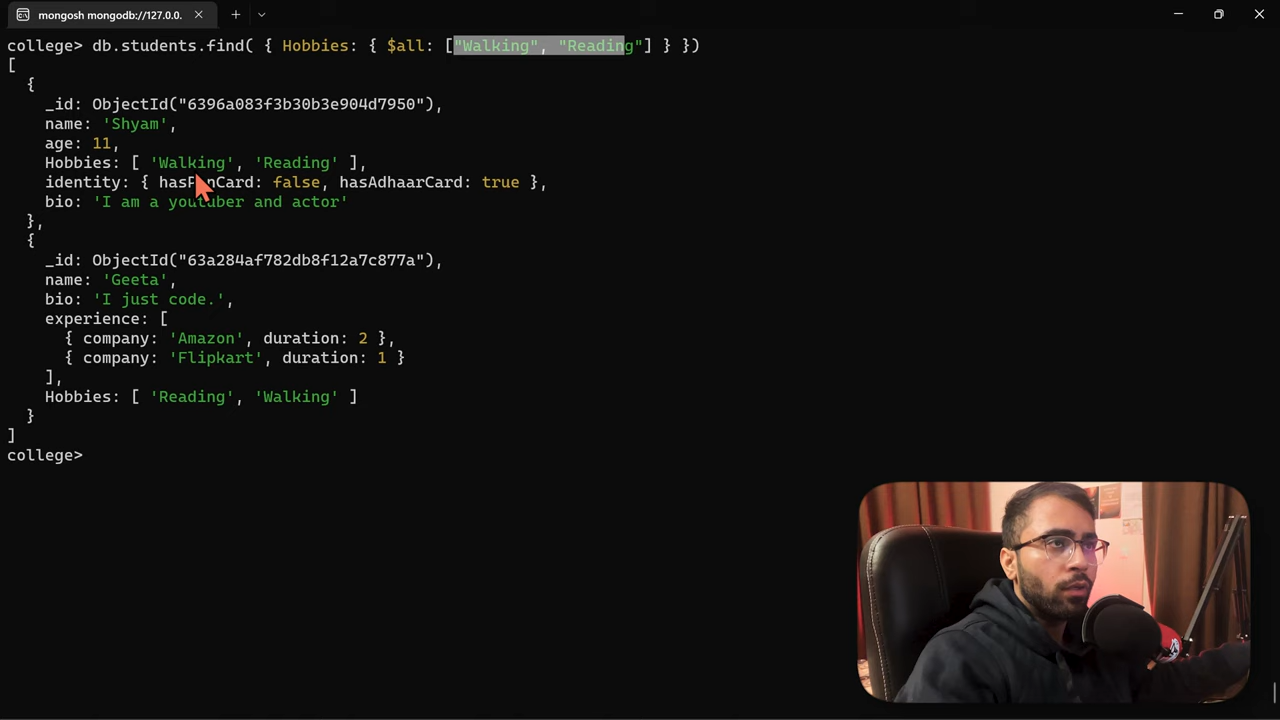 mongosh mongodb://127.0.0.
college> db.students.find( { Hobbies: { $all: ["Walking", "Reading"] } })
[
  {
    _id: ObjectId("6396a083f3b30b3e904d7950"),
    name: 'Shyam',
    age: 11,
    Hobbies: [ 'Walking', 'Reading' ],
    identity: { hasPanCard: false, hasAdhaarCard: true },
    bio: 'I am a youtuber and actor'
  },
  {
    _id: ObjectId("63a284af782db8f12a7c877a"),
    name: 'Geeta',
    bio: 'I just code.',
    experience: [
      { company: 'Amazon', duration: 2 },
      { company: 'Flipkart', duration: 1 }
    ],
    Hobbies: [ 'Reading', 'Walking' ]
  }
]
college>